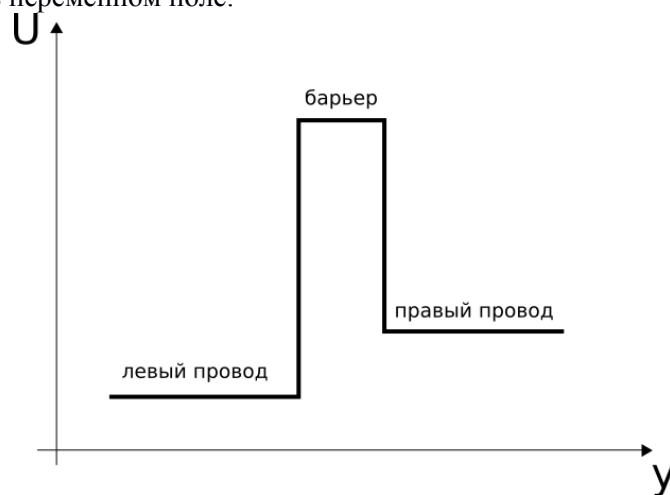 переменном поле.
U
барьер
правый провод
левый провод
y